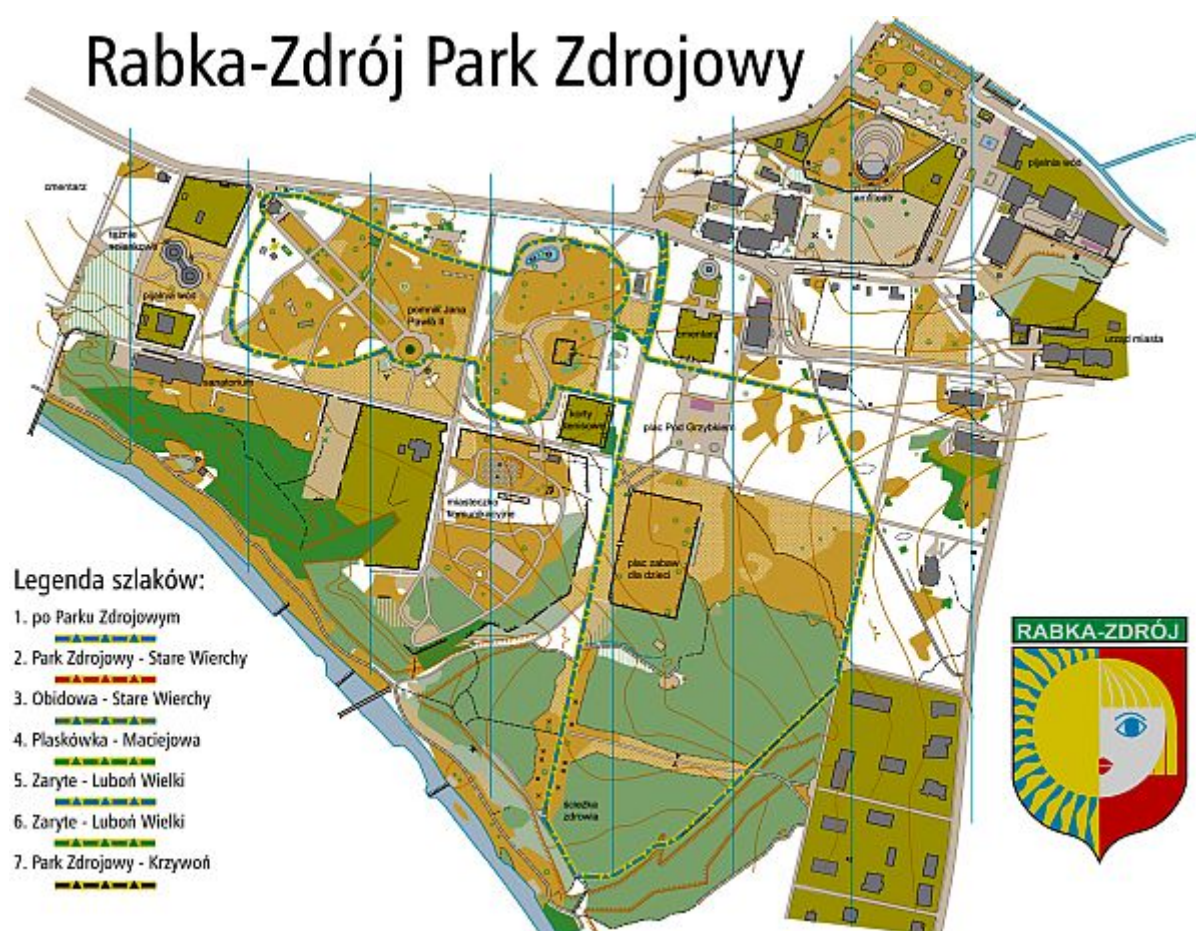 Rabka-Zdrój Park Zdrojowy
cmentarz
tężnie
solankowe
pijalnia wód
pomnik Jana
Pawła II
sanatorium
amfiteatr
pijalnia wód
urząd miasta
cmentarz
korty
tenisowe
plac Pod Grzybkiem
miasteczko
komunikacyjne
plac zabaw
dla dzieci
ścieżka
zdrowia
Legenda szlaków:
1. po Parku Zdrojowym
2. Park Zdrojowy - Stare Wierchy
3. Obidowa - Stare Wierchy
4. Plaskówka - Maciejowa
5. Zaryte - Luboń Wielki
6. Zaryte - Luboń Wielki
7. Park Zdrojowy - Krzywoń
RABKA-ZDRÓJ